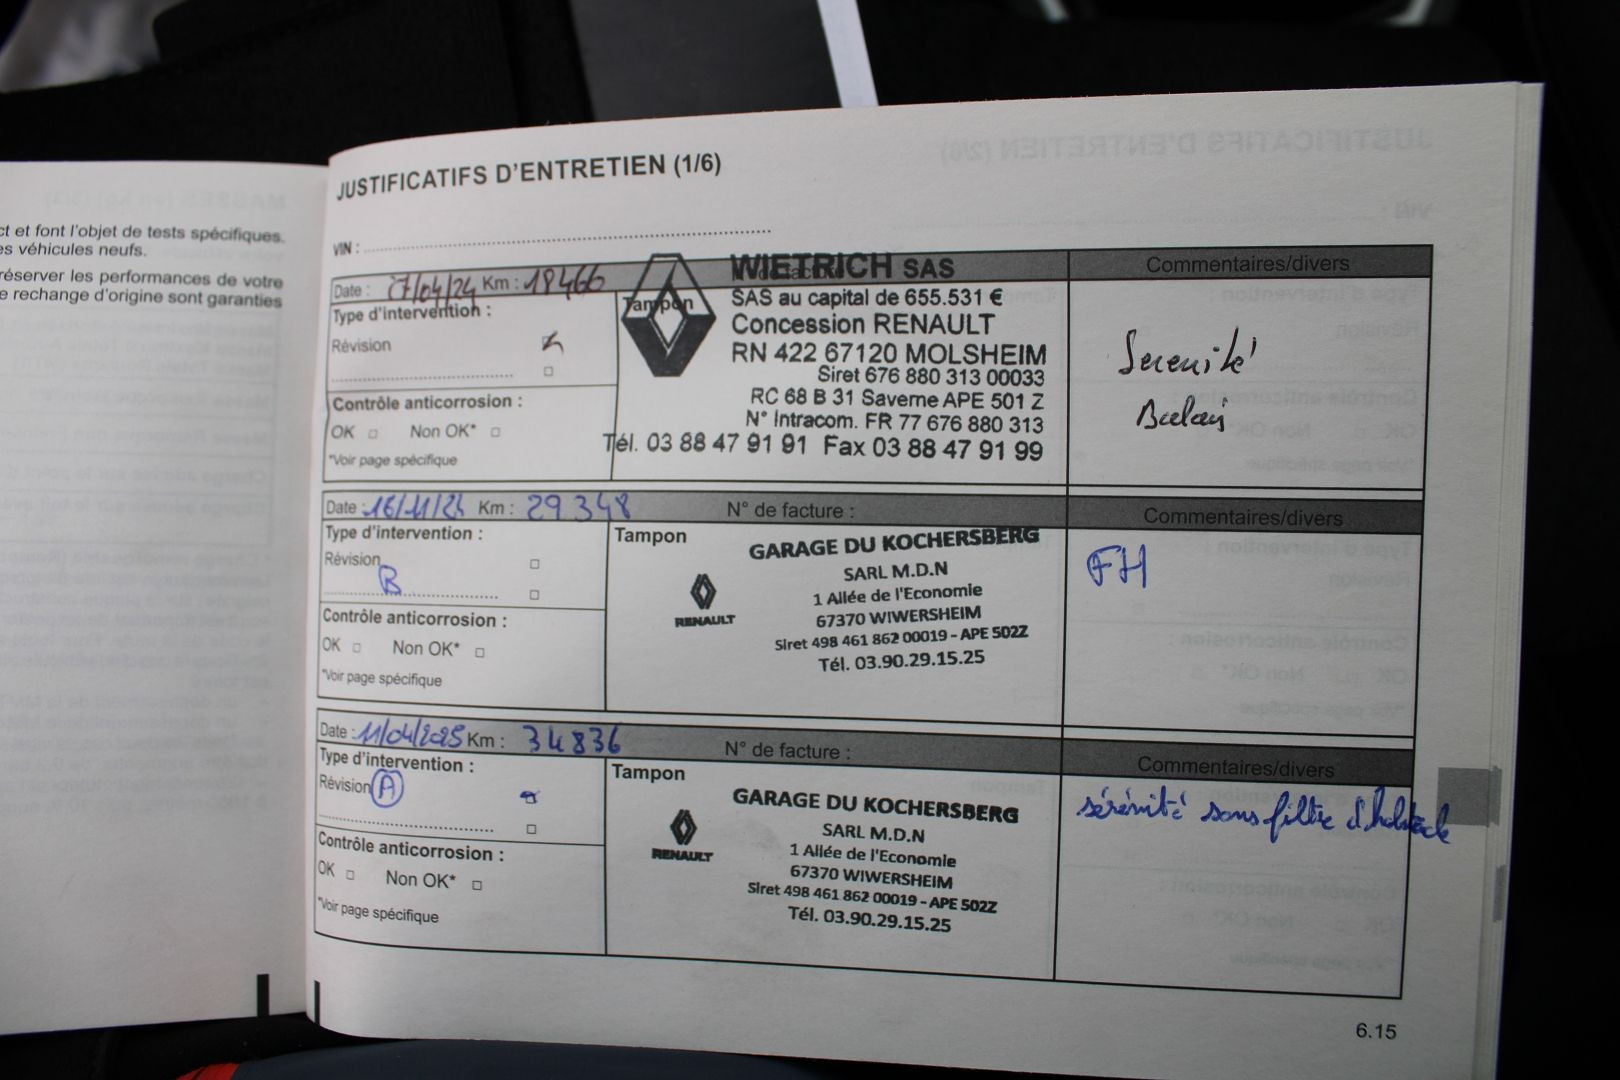 ct et font l'objet de tests spécifiques.
es véhicules neufs.
réserver les performances de votre
e rechange d'origine sont garanties
JUSTIFICATIFS D'ENTRETIEN (1/6)
VIN :
Date : 27/04/24 Km : 18466
Type d'intervention :
Révision
Contrôle anticorrosion :
OK □ Non OK* □
*Voir page spécifique
Tampon
WIETRICH SAS
SAS au capital de 655.531 €
Concession RENAULT
RN 422 67120 MOLSHEIM
Siret 676 880 313 00033
RC 68 B 31 Saverne APE 501 Z
N° Intracom. FR 77 676 880 313
Tél. 03 88 47 91 91 Fax 03 88 47 91 99
Commentaires/divers
Serenité
Balais
Date : 16/11/24 Km : 29 348 N° de facture :
Type d'intervention :
Révision
B
Contrôle anticorrosion :
OK □ Non OK* □
*Voir page spécifique
Tampon
GARAGE DU KOCHERSBERG
SARL M.D.N
1 Allée de l'Economie
67370 WIWERSHEIM
Siret 498 461 862 00019 - APE 502Z
Tél. 03.90.29.15.25
RENAULT
Commentaires/divers
FH
Date : 11/04/2025 Km : 34 836 N° de facture :
Type d'intervention :
Révision A
Contrôle anticorrosion :
OK □ Non OK* □
*Voir page spécifique
Tampon
GARAGE DU KOCHERSBERG
SARL M.D.N
1 Allée de l'Economie
67370 WIWERSHEIM
Siret 498 461 862 00019 - APE 502Z
Tél. 03.90.29.15.25
RENAULT
Commentaires/divers
sérénité sans filtre d'habitacle
6.15